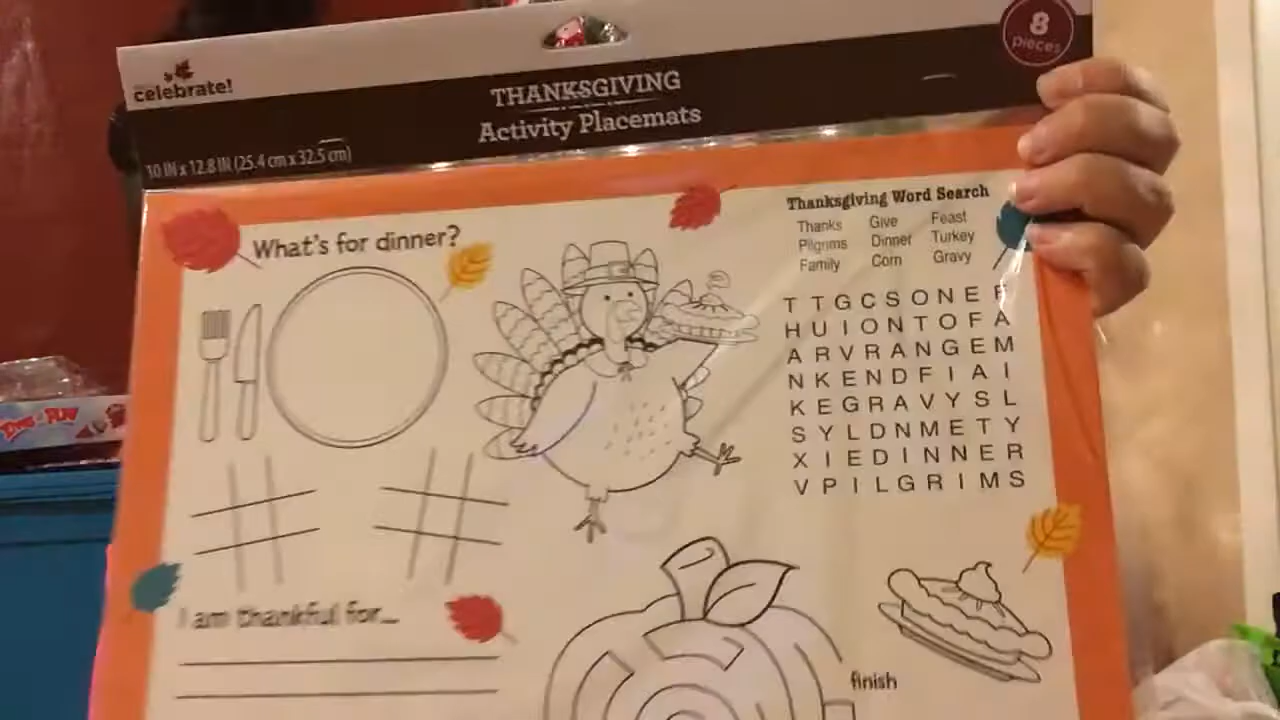 celebrate!
THANKSGIVING
Activity Placemats
8
pieces
10 IN x 12.8 IN (25.4 cm x 32.5 cm)
What's for dinner?
Thanksgiving Word Search
Thanks Give Feast
Pilgrims Dinner Turkey
Family Corn Gravy
T T G C S O N E F
H U I O N T O F A
A R V R A N G E M
N K E N D F I A I
K E G R A V Y S L
S Y L D N M E T Y
X I E D I N N E R
V P I L G R I M S
I am thankful for...
finish